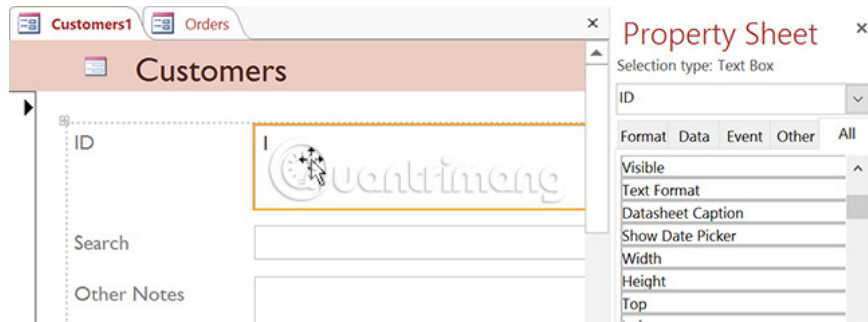 Customers1
Orders
Customers
ID
I
Search
Other Notes
Quantrimang
Property Sheet
Selection type: Text Box
ID
Format Data Event Other All
Visible
Text Format
Datasheet Caption
Show Date Picker
Width
Height
Top